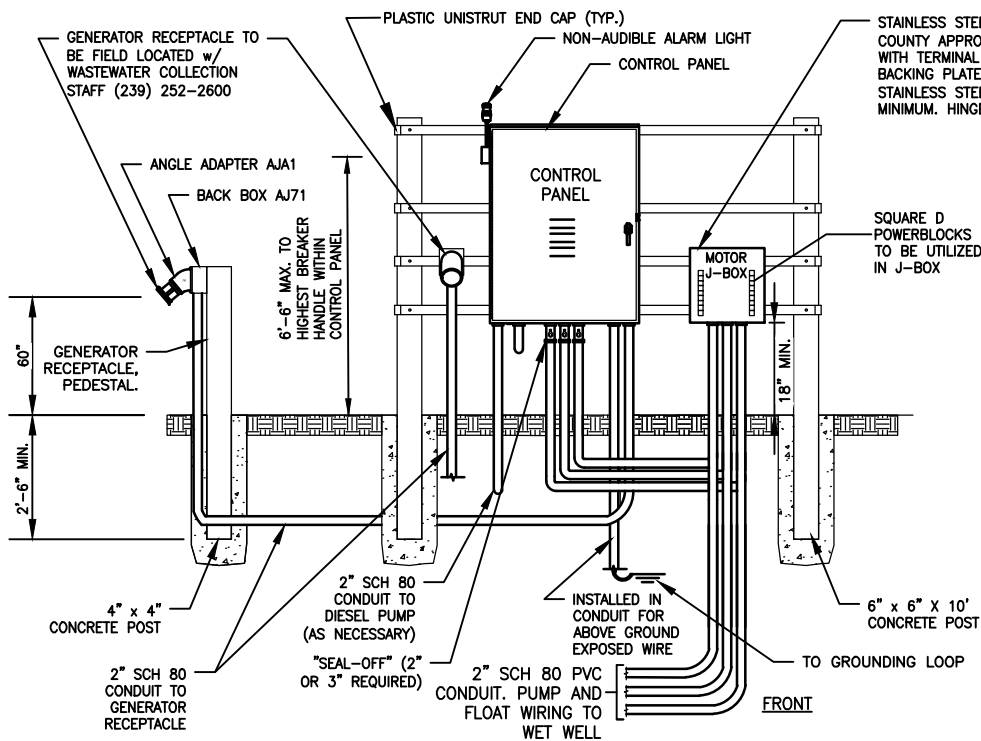 PLASTIC UNISTRUT END CAP (TYP.)
GENERATOR RECEPTACLE TO
BE FIELD LOCATED w/
WASTEWATER COLLECTION
STAFF (239) 252-2600
NON-AUDIBLE ALARM LIGHT
CONTROL PANEL
STAINLESS STEE
COUNTY APPRO
WITH TERMINAL
BACKING PLATE
STAINLESS STEE
MINIMUM. HINGE
ANGLE ADAPTER AJA1
BACK BOX AJ71
CONTROL
PANEL
6'-6" MAX. TO
HIGHEST BREAKER
HANDLE WITHIN
CONTROL PANEL
SQUARE D
POWERBLOCKS
TO BE UTILIZED
IN J-BOX
MOTOR
J-BOX
60"
GENERATOR
RECEPTACLE,
PEDESTAL.
18" MIN.
2'-6" MIN.
4" x 4"
CONCRETE POST
2" SCH 80
CONDUIT TO
GENERATOR
RECEPTACLE
2" SCH 80
CONDUIT TO
DIESEL PUMP
(AS NECESSARY)
"SEAL-OFF" (2"
OR 3" REQUIRED)
INSTALLED IN
CONDUIT FOR
ABOVE GROUND
EXPOSED WIRE
6" x 6" X 10'
CONCRETE POST
TO GROUNDING LOOP
2" SCH 80 PVC
CONDUIT. PUMP AND
FLOAT WIRING TO
WET WELL
FRONT